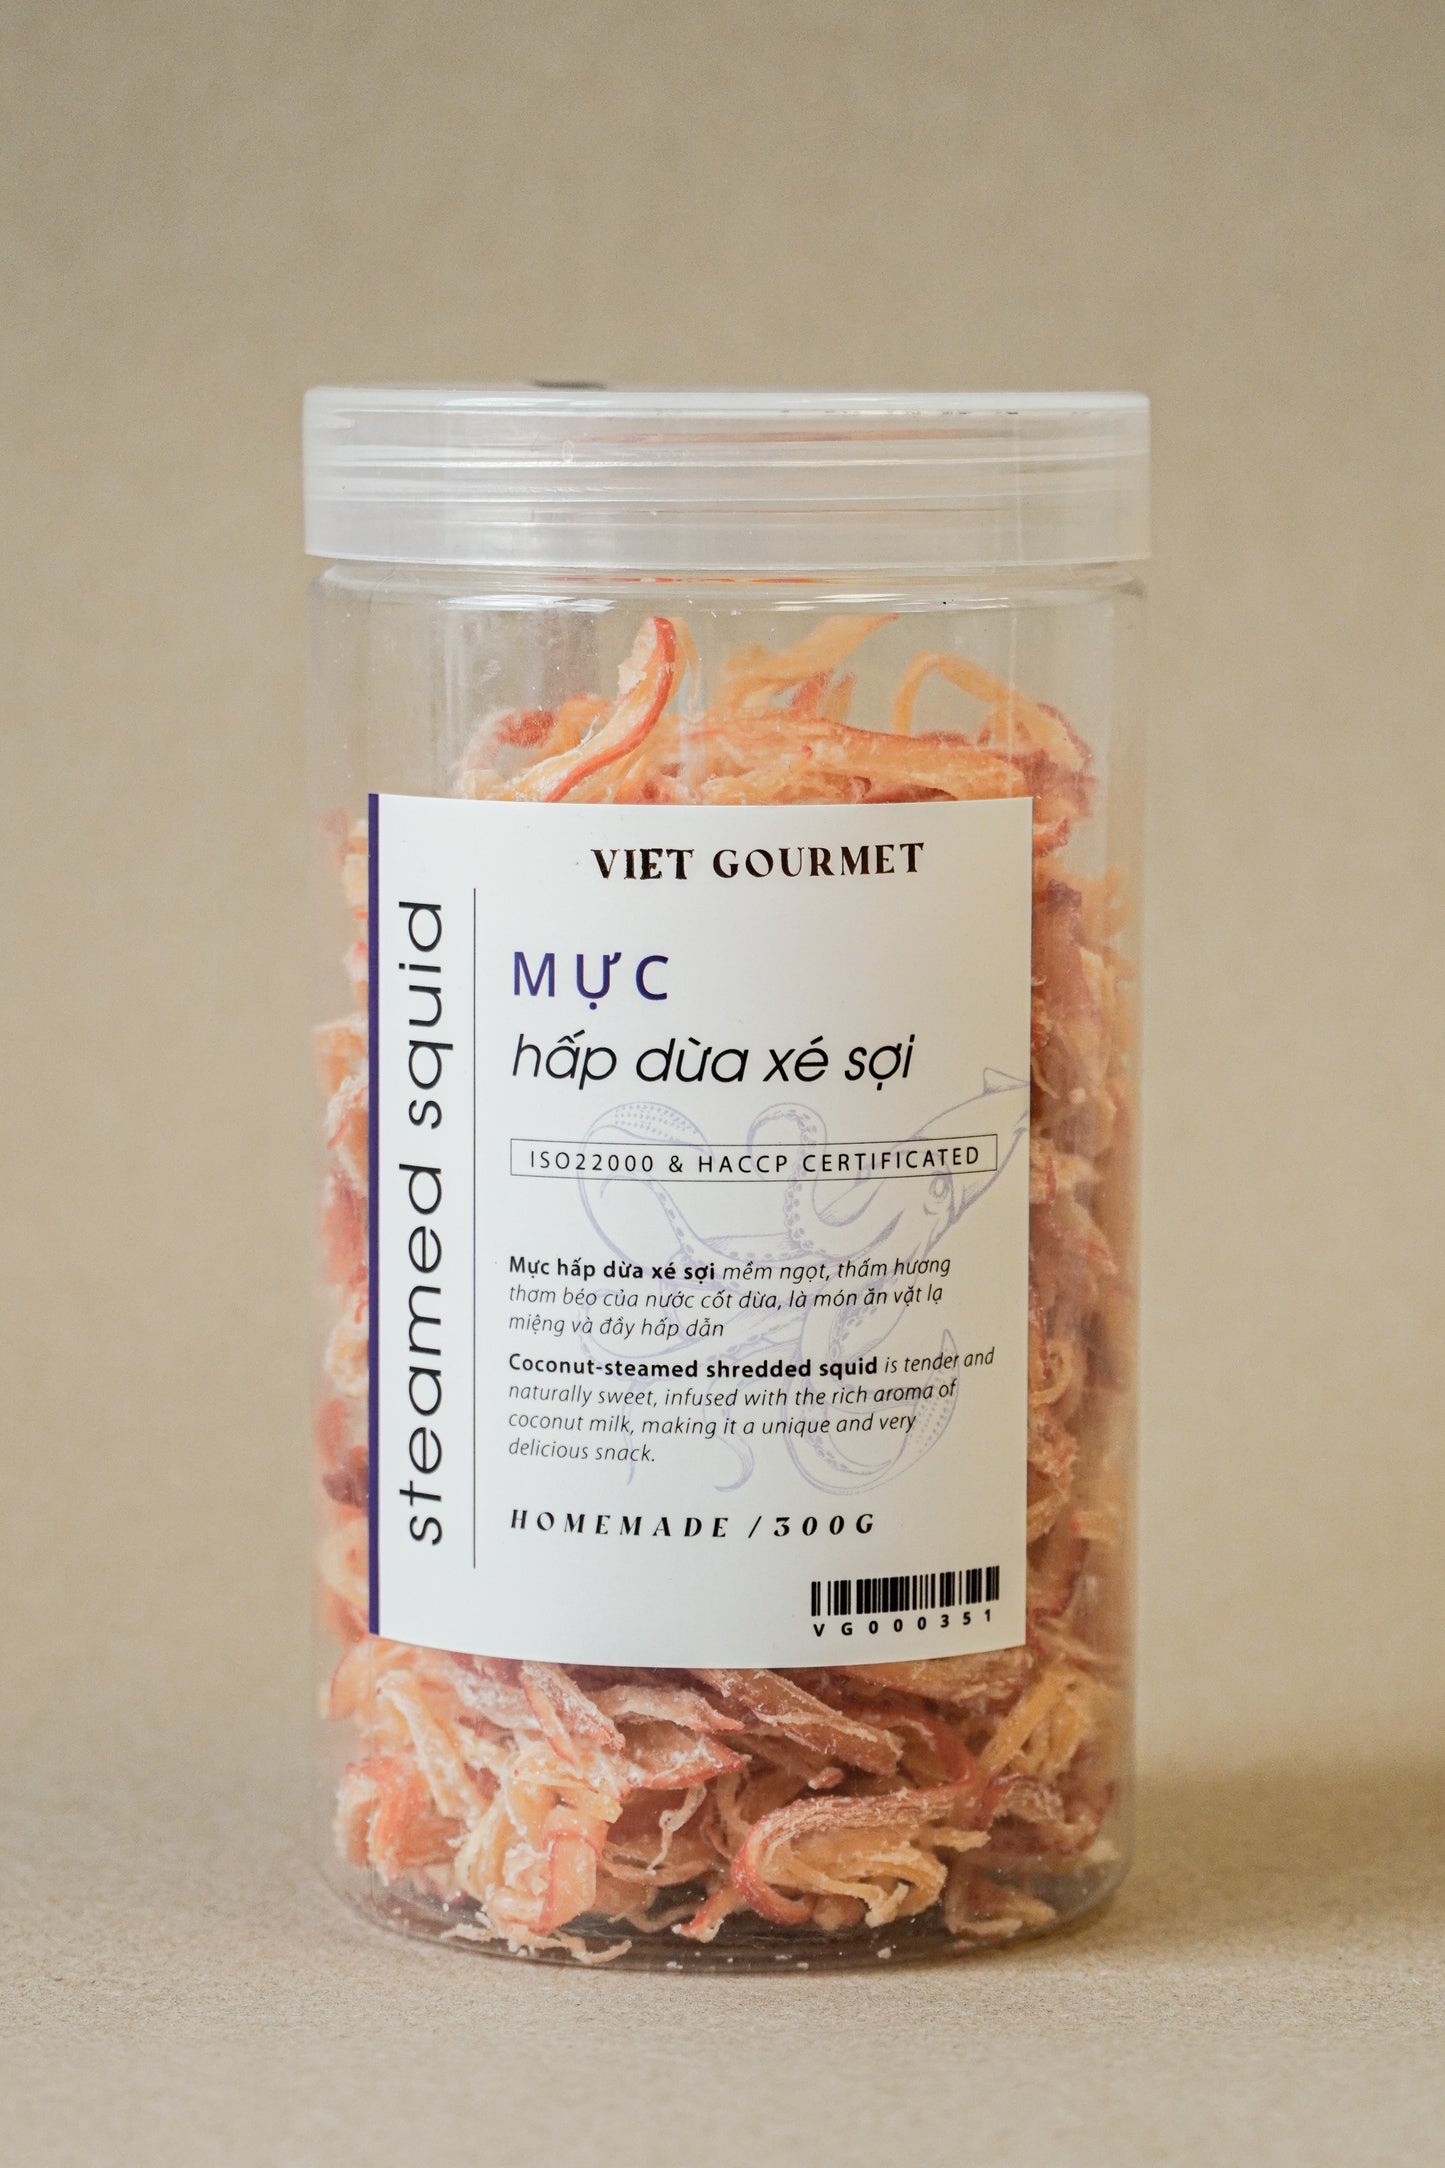 VIET GOURMET
steamed squid
MỰC
hấp dừa xé sợi
ISO22000 & HACCP CERTIFICATED
Mực hấp dừa xé sợi mềm ngọt, thấm hương
thơm béo của nước cốt dừa, là món ăn vặt lạ
miệng và đầy hấp dẫn
Coconut-steamed shredded squid is tender and
naturally sweet, infused with the rich aroma of
coconut milk, making it a unique and very
delicious snack.
HOMEMADE / 300G
VG000351